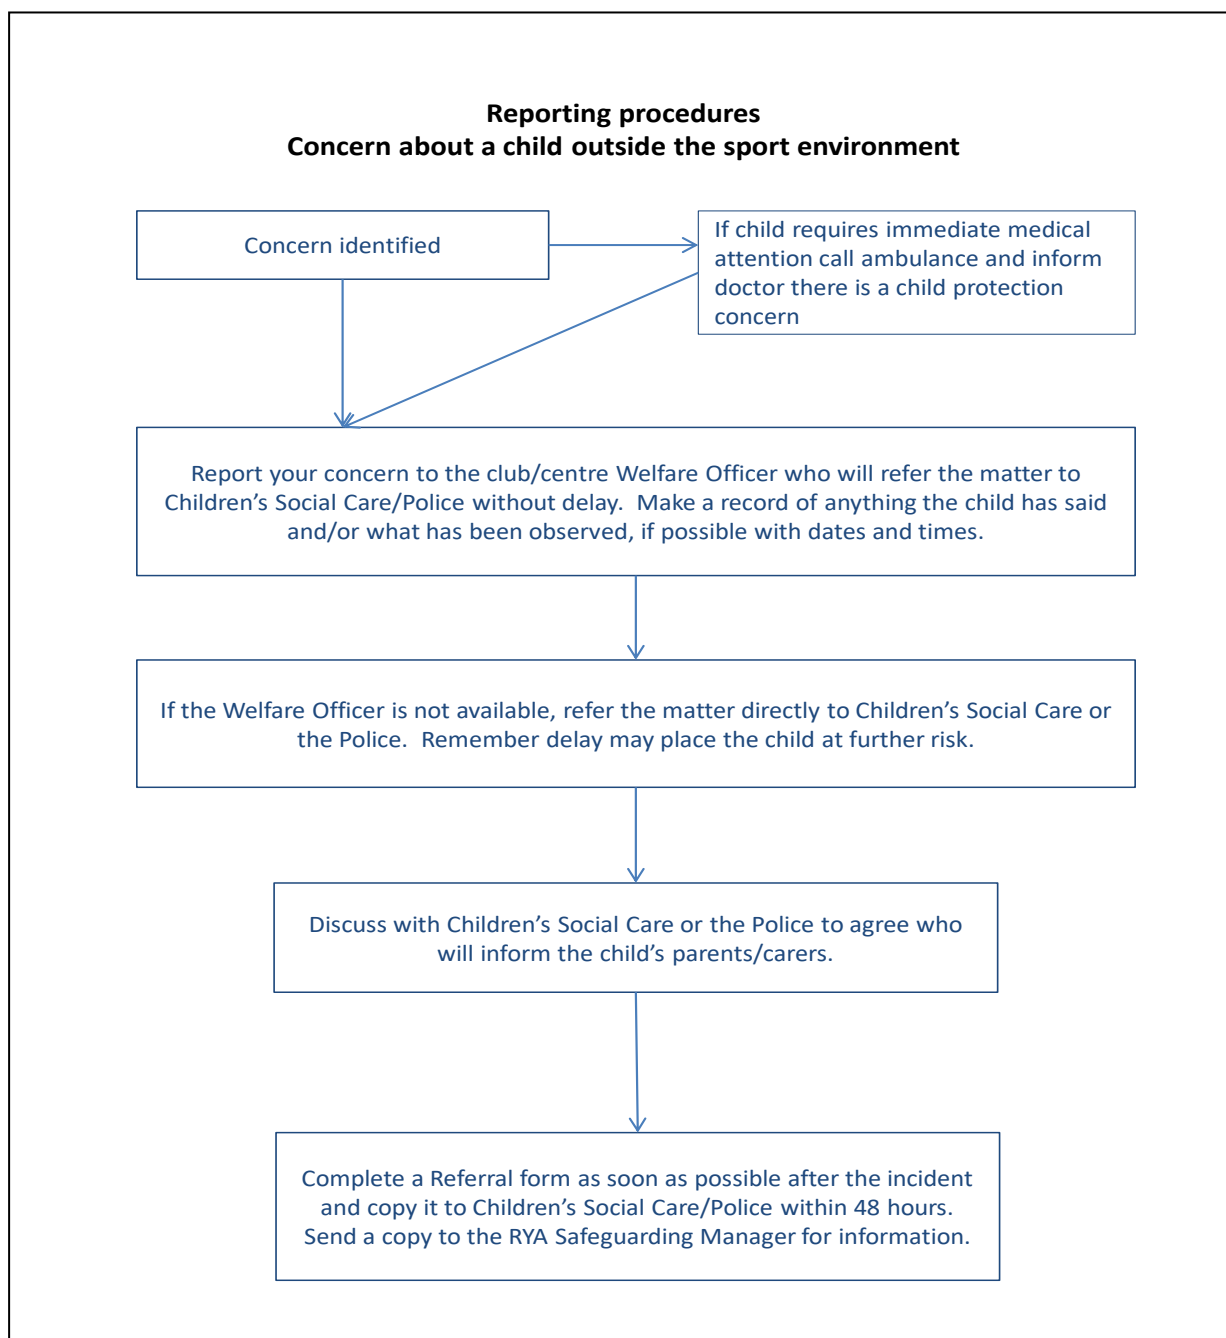 Reporting procedures
Concern about a child outside the sport environment
Concern identified
If child requires immediate medical
attention call ambulance and inform
doctor there is a child protection
concern
Report your concern to the club/centre Welfare Officer who will refer the matter to
Children’s Social Care/Police without delay.  Make a record of anything the child has said
and/or what has been observed, if possible with dates and times.
If the Welfare Officer is not available, refer the matter directly to Children’s Social Care or
the Police.  Remember delay may place the child at further risk.
Discuss with Children’s Social Care or the Police to agree who
will inform the child’s parents/carers.
Complete a Referral form as soon as possible after the incident
and copy it to Children’s Social Care/Police within 48 hours.
Send a copy to the RYA Safeguarding Manager for information.